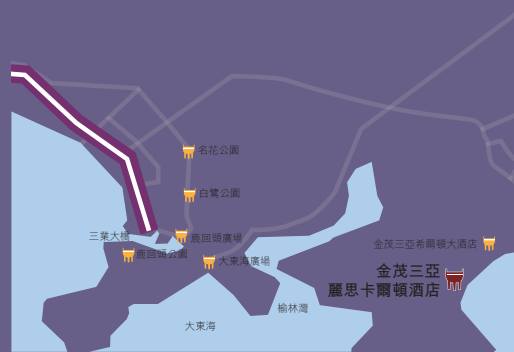 名花公園
白鷺公園
三業大橋
鹿回頭廣場
鹿回頭公園
大東海廣場
金茂三亞希爾頓大酒店
金茂三亞
麗思卡爾頓酒店
榆林灣
大東海